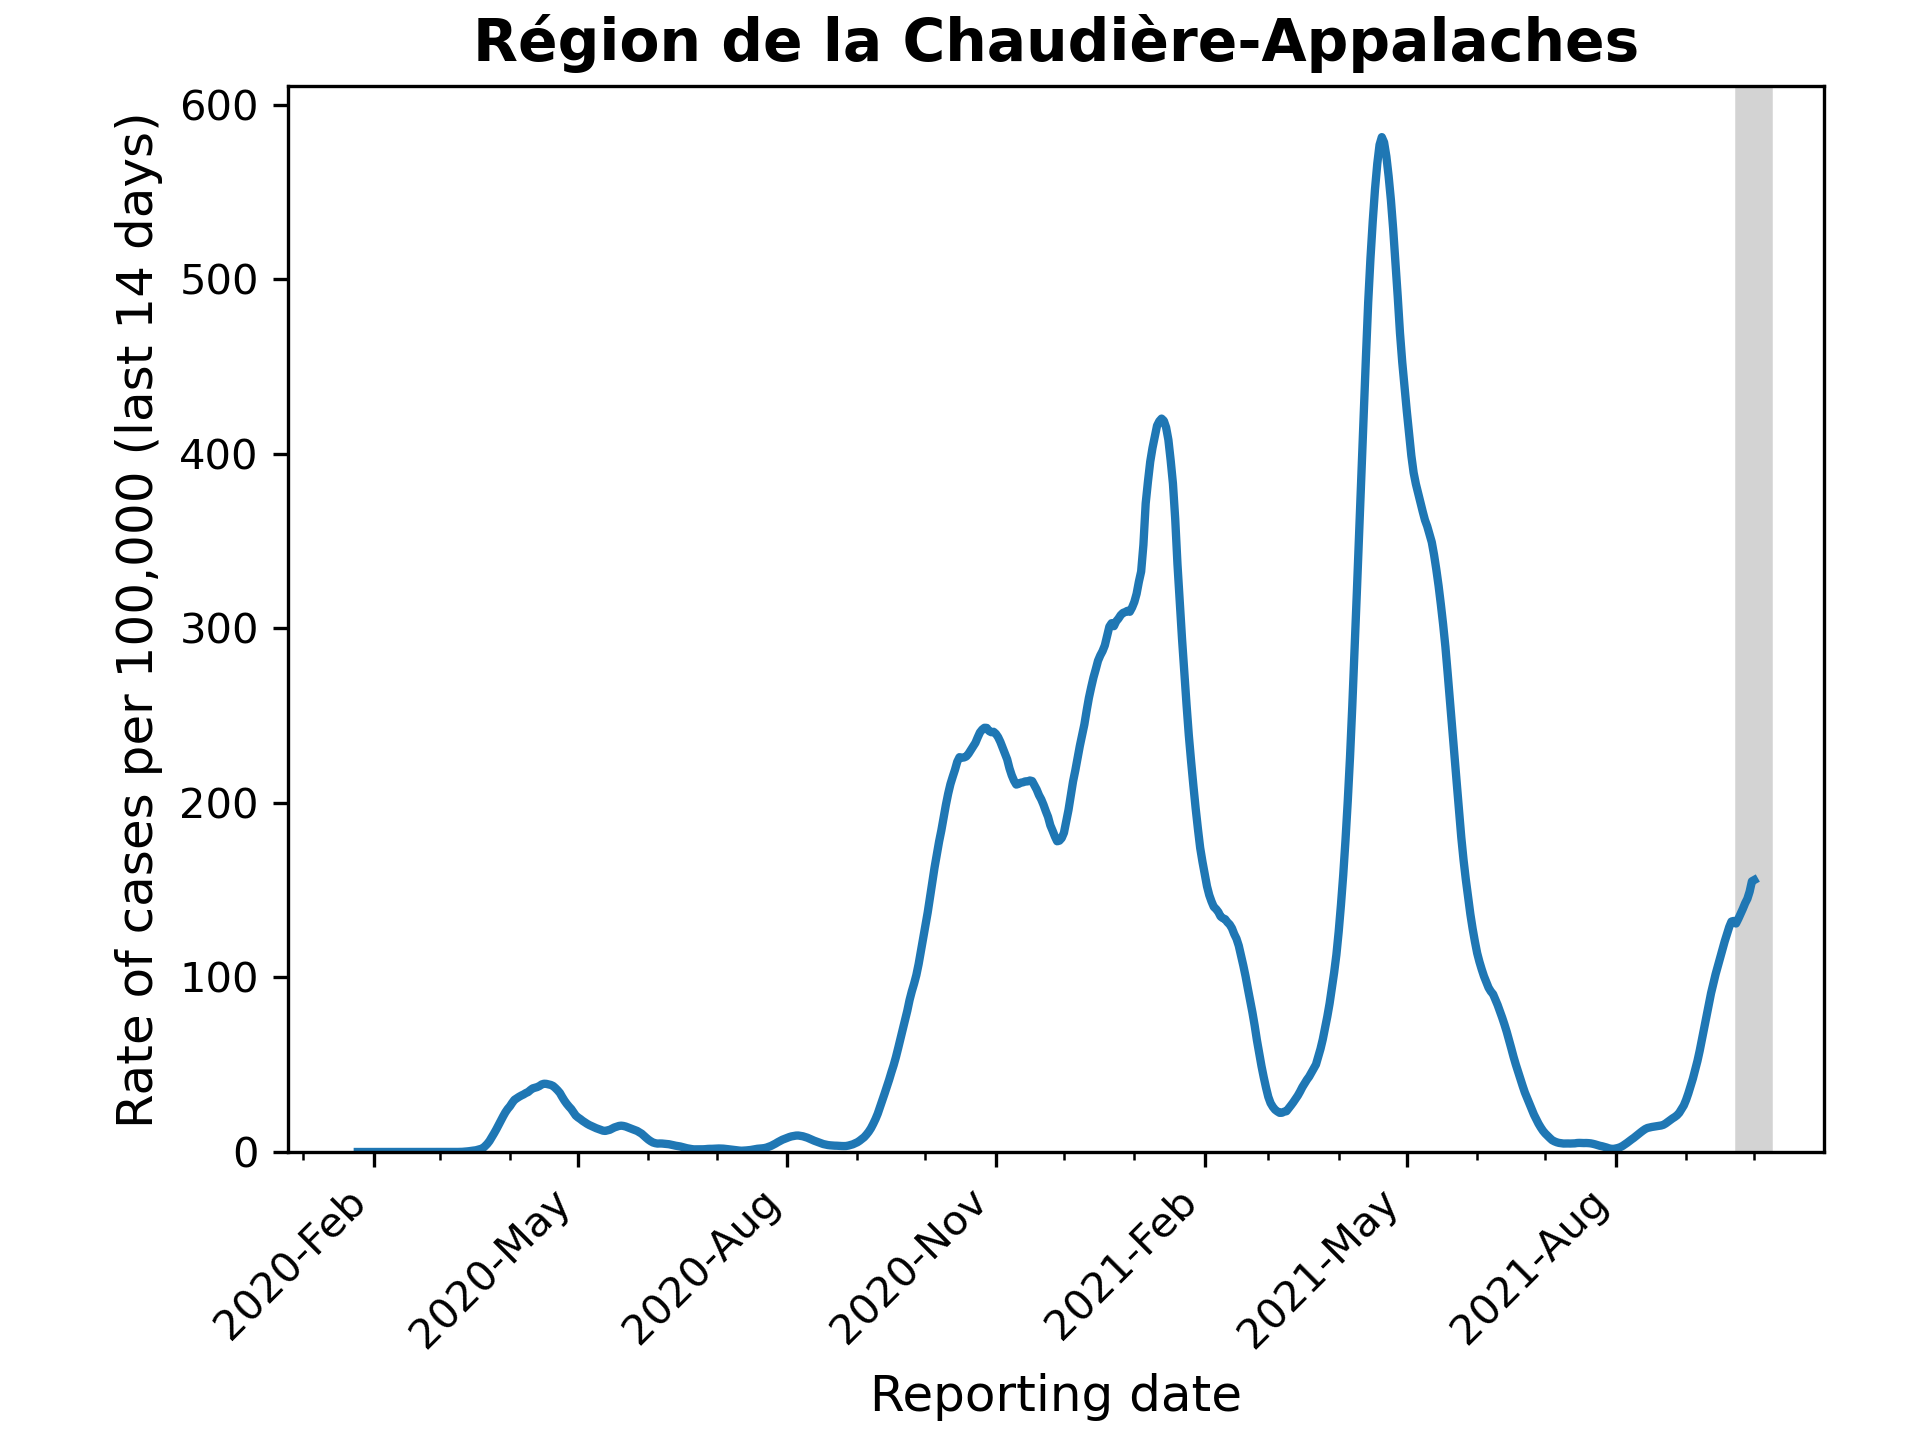 Région de la Chaudière-Appalaches
Rate of cases per 100,000 (last 14 days)
600
500
400
300
200
100
0
2020-Feb
2020-May
2020-Aug
2020-Nov
2021-Feb
2021-May
2021-Aug
Reporting date